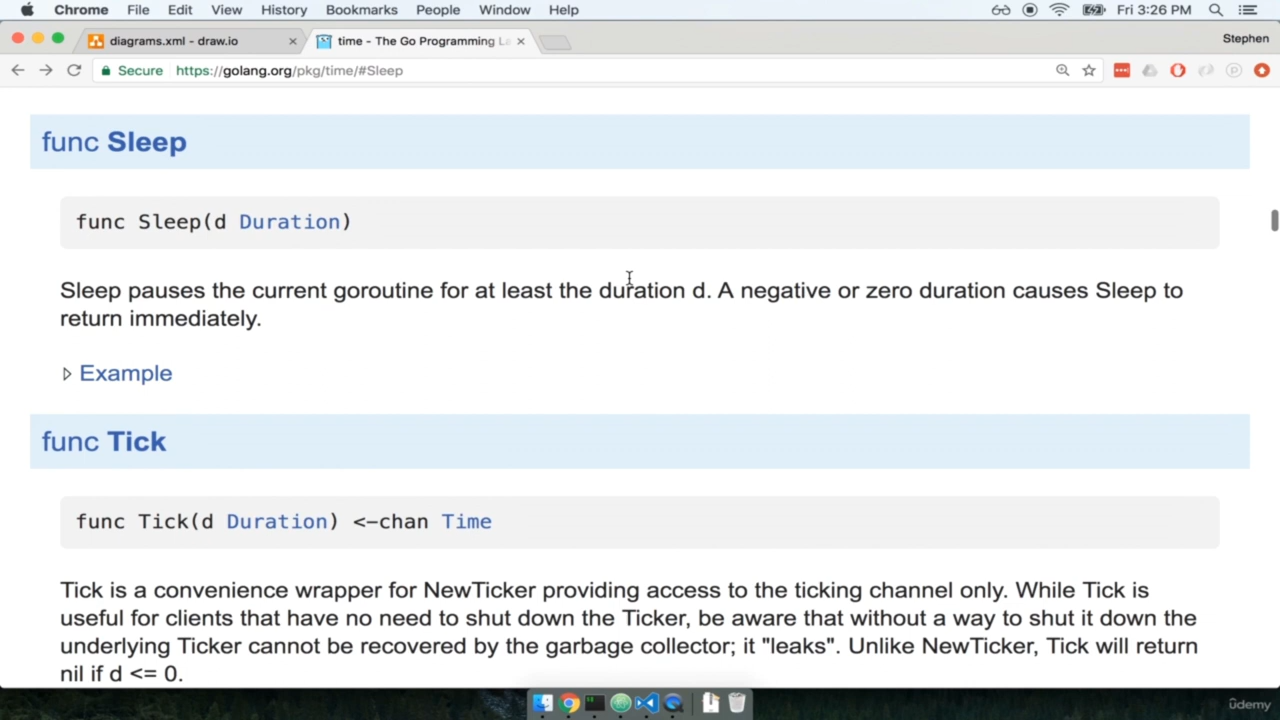 Chrome File Edit View History Bookmarks People Window Help Fri 3:26 PM
diagrams.xml - draw.io × time - The Go Programming La × Stephen
Secure https://golang.org/pkg/time/#Sleep
func Sleep
func Sleep(d Duration)
Sleep pauses the current goroutine for at least the duration d. A negative or zero duration causes Sleep to
return immediately.
Example
func Tick
func Tick(d Duration) <-chan Time
Tick is a convenience wrapper for NewTicker providing access to the ticking channel only. While Tick is
useful for clients that have no need to shut down the Ticker, be aware that without a way to shut it down the
underlying Ticker cannot be recovered by the garbage collector; it "leaks". Unlike NewTicker, Tick will return
nil if d <= 0.
ûdemy